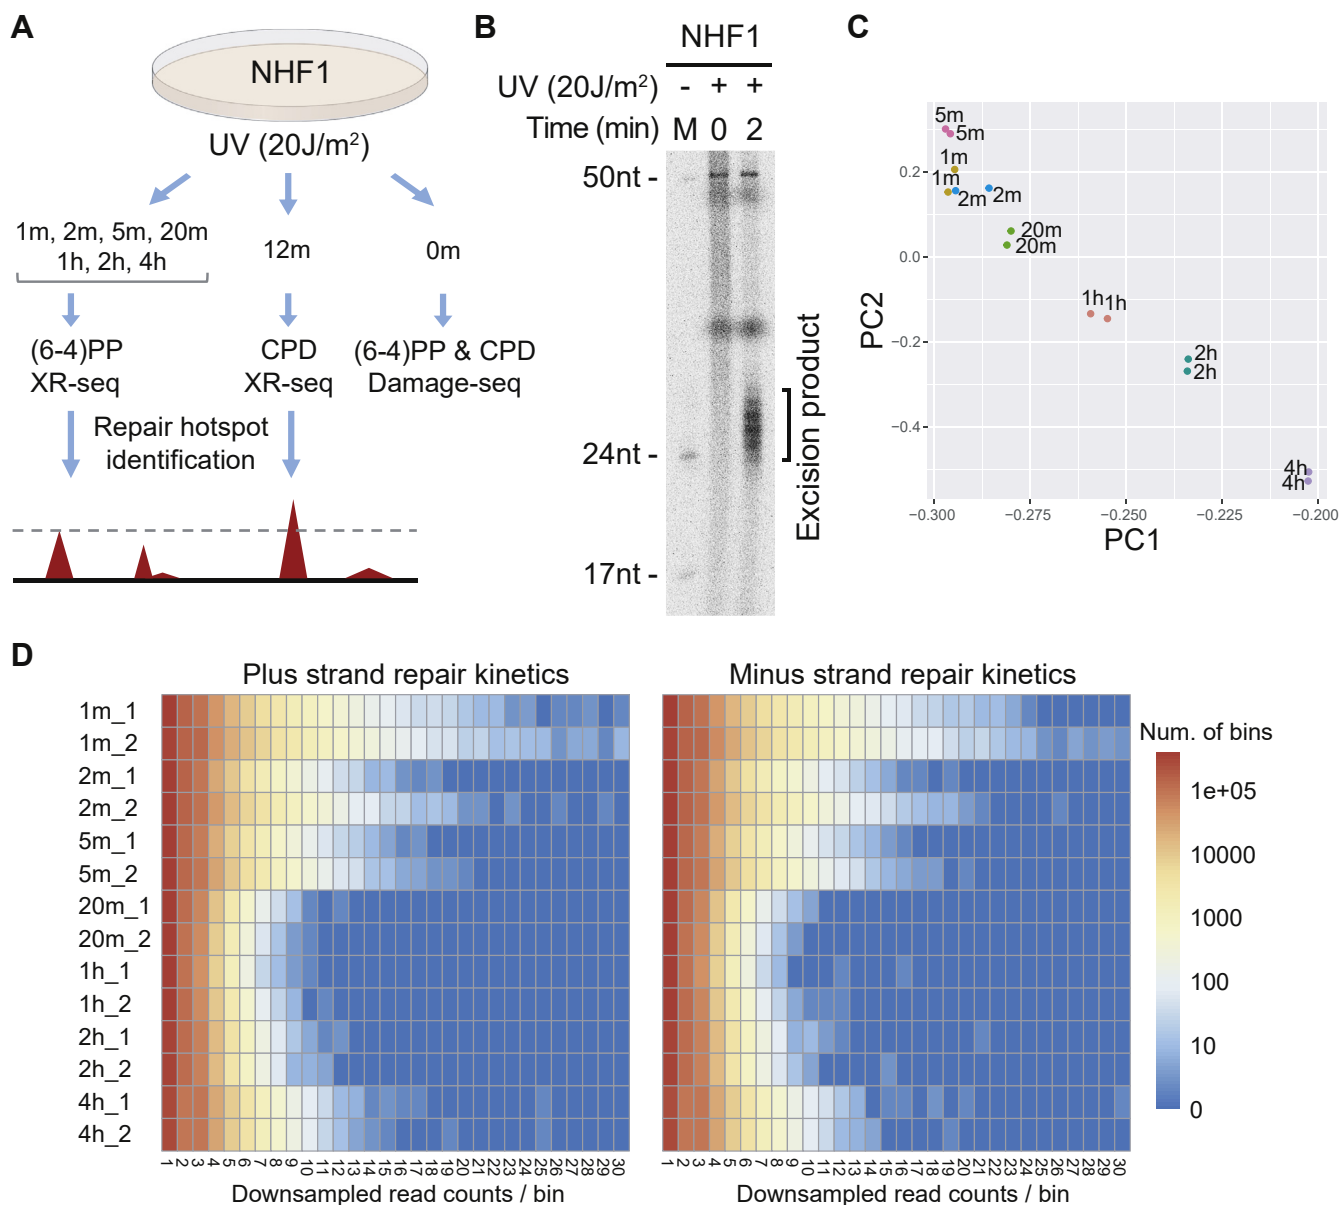 A
NHF1
UV (20J/m²)
1m, 2m, 5m, 20m
1h, 2h, 4h
12m
0m
(6-4)PP
XR-seq
CPD
XR-seq
(6-4)PP & CPD
Damage-seq
Repair hotspot
identification
B
NHF1
UV (20J/m²) - + +
Time (min) M 0 2
50nt -
24nt -
17nt -
Excision product
C
PC2
0.2
0.0
−0.2
−0.4
5m
5m
1m
1m
2m
2m
20m
20m
1h
1h
2h
2h
4h
4h
−0.300 −0.275 −0.250 −0.225 −0.200
PC1
D
Plus strand repair kinetics
Minus strand repair kinetics
1m_1
1m_2
2m_1
2m_2
5m_1
5m_2
20m_1
20m_2
1h_1
1h_2
2h_1
2h_2
4h_1
4h_2
1 2 3 4 5 6 7 8 9 10 11 12 13 14 15 16 17 18 19 20 21 22 23 24 25 26 27 28 29 30
Downsampled read counts / bin
1 2 3 4 5 6 7 8 9 10 11 12 13 14 15 16 17 18 19 20 21 22 23 24 25 26 27 28 29 30
Downsampled read counts / bin
Num. of bins
1e+05
10000
1000
100
10
0